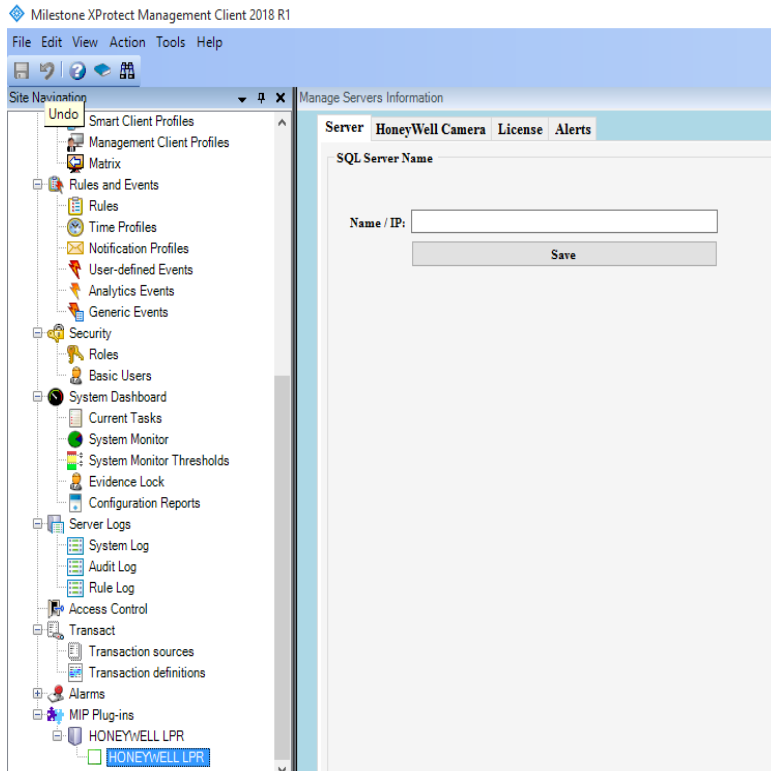 Milestone XProtect Management Client 2018 R1
File Edit View Action Tools Help
Site Navigation
Manage Servers Information
Undo
Smart Client Profiles
Management Client Profiles
Matrix
Rules and Events
Rules
Time Profiles
Notification Profiles
User-defined Events
Analytics Events
Generic Events
Security
Roles
Basic Users
System Dashboard
Current Tasks
System Monitor
System Monitor Thresholds
Evidence Lock
Configuration Reports
Server Logs
System Log
Audit Log
Rule Log
Access Control
Transact
Transaction sources
Transaction definitions
Alarms
MIP Plug-ins
HONEYWELL LPR
HONEYWELL LPR
Server HoneyWell Camera License Alerts
SQL Server Name
Name / IP:
Save